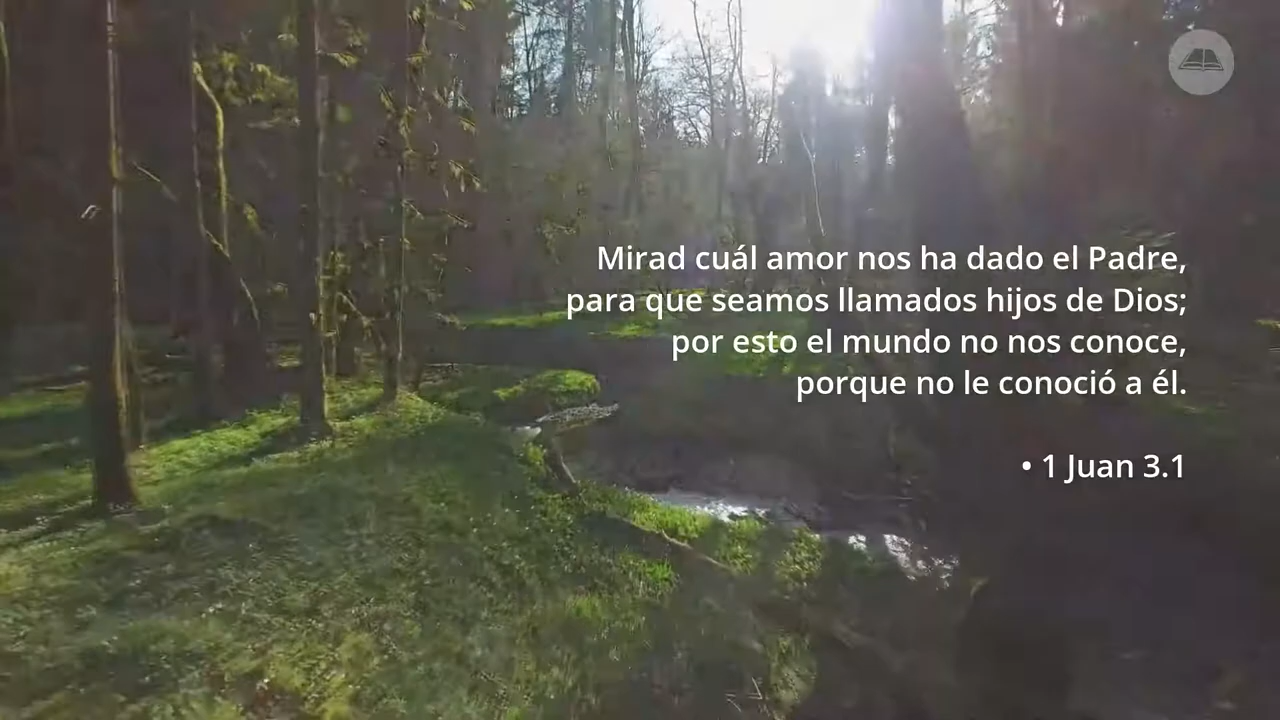 Mirad cuál amor nos ha dado el Padre,
para que seamos llamados hijos de Dios;
por esto el mundo no nos conoce,
porque no le conoció a él.
• 1 Juan 3.1